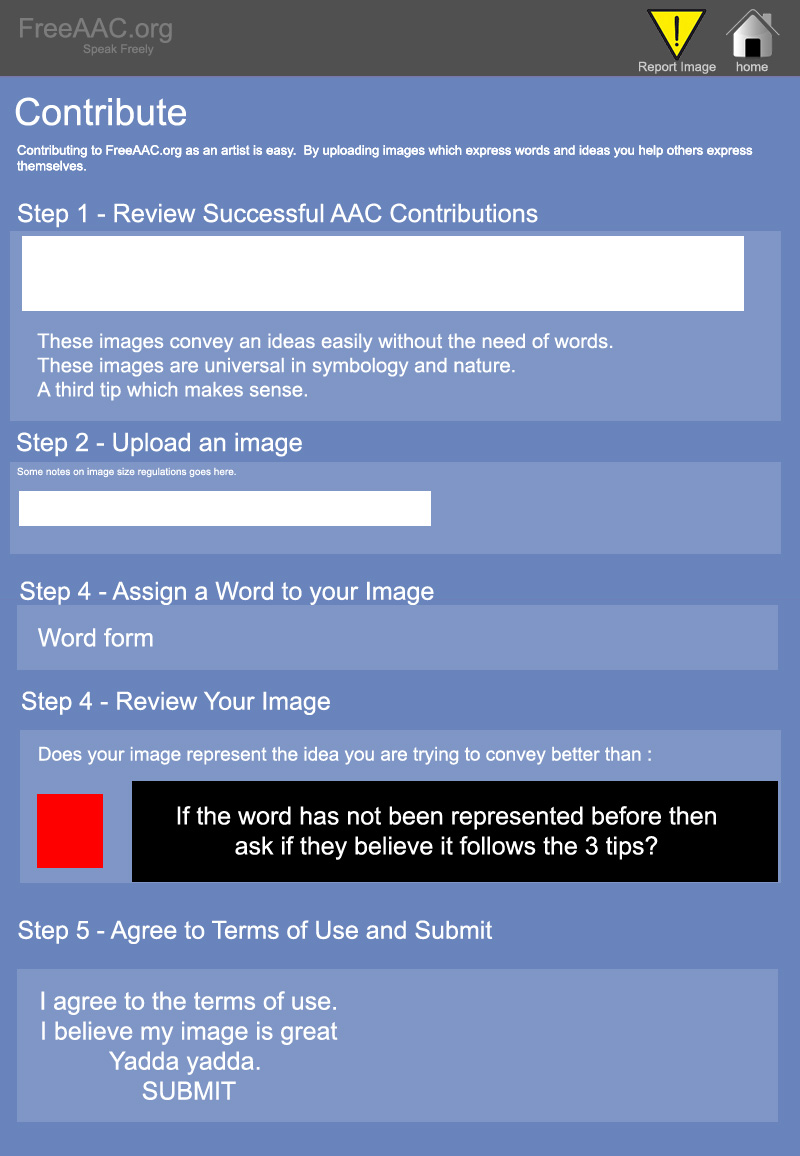 FreeAAC.org
Speak Freely
!
Report Image
home
Contribute
Contributing to FreeAAC.org as an artist is easy.  By uploading images which express words and ideas you help others express
themselves.
Step 1 - Review Successful AAC Contributions
These images convey an ideas easily without the need of words.
These images are universal in symbology and nature.
A third tip which makes sense.
Step 2 - Upload an image
Some notes on image size regulations goes here.
Step 4 - Assign a Word to your Image
Word form
Step 4 - Review Your Image
Does your image represent the idea you are trying to convey better than :
If the word has not been represented before then
ask if they believe it follows the 3 tips?
Step 5 - Agree to Terms of Use and Submit
I agree to the terms of use.
I believe my image is great
Yadda yadda.
SUBMIT